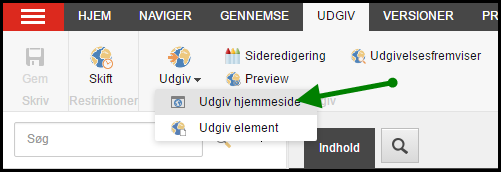 HJEM NAVIGER GENNEMSE UDGIV VERSIONER
Gem Skift Udgiv Sideredigering Udgivelsesfremviser
Preview
Skriv Restriktioner
Udgiv hjemmeside
Udgiv element
Søg
Indhold